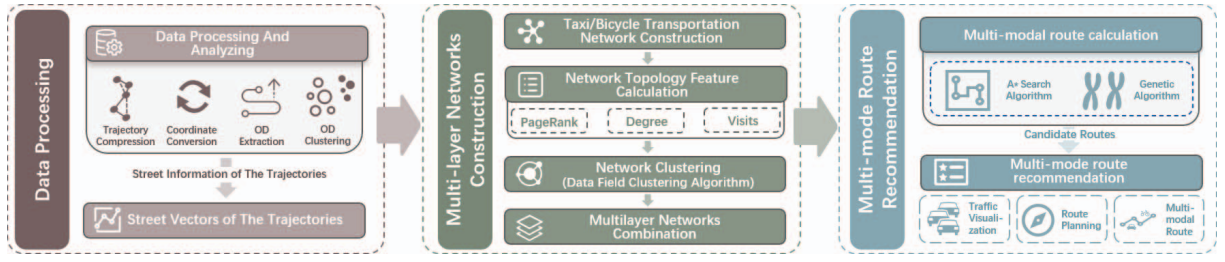 Data Processing
Data Processing And
Analyzing
Trajectory
Compression
Coordinate
Conversion
OD
Extraction
OD
Clustering
Street Information of The Trajectories
Street Vectors of The Trajectories
Multi-layer Networks
Construction
Taxi/Bicycle Transportation
Network Construction
Network Topology Feature
Calculation
PageRank
Degree
Visits
Network Clustering
(Data Field Clustering Algorithm)
Multilayer Networks
Combination
Multi-mode Route
Recommendation
Multi-modal route calculation
A* Search
Algorithm
Genetic
Algorithm
Candidate Routes
Multi-mode route
recommendation
Traffic
Visuali-
zation
Route
Planning
Multi-
modal
Route